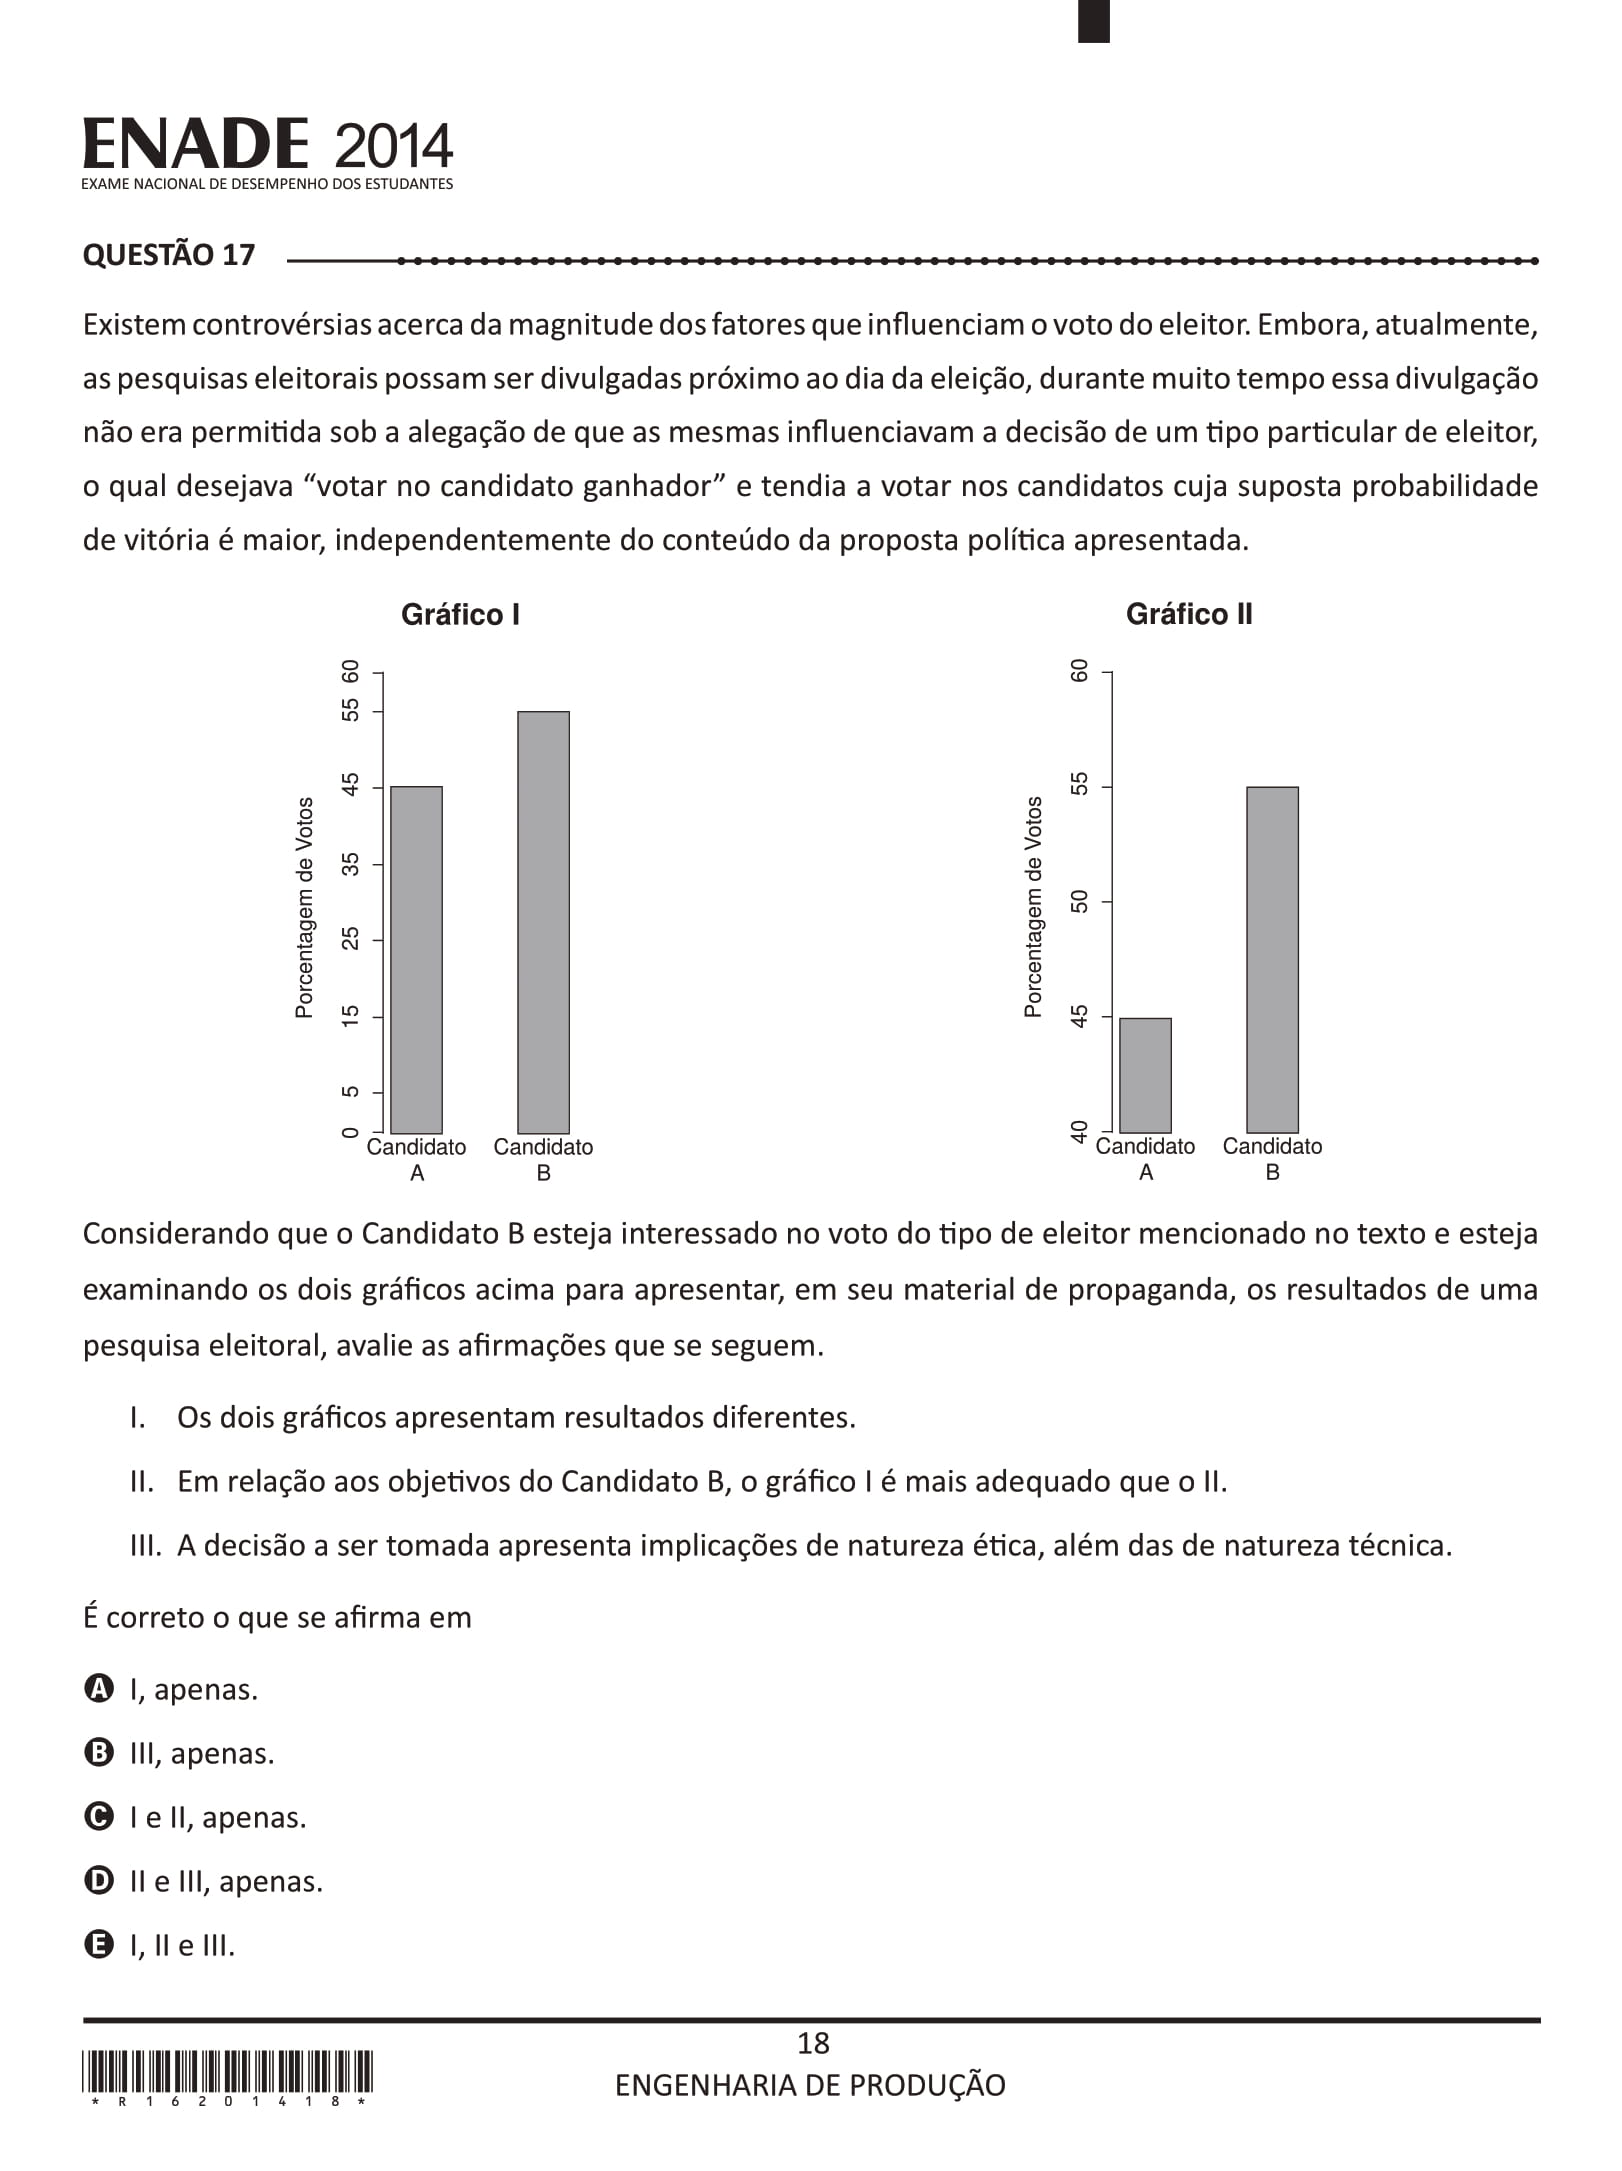 ENADE 2014
EXAME NACIONAL DE DESEMPENHO DOS ESTUDANTES
QUESTÃO 17
Existem controvérsias acerca da magnitude dos fatores que influenciam o voto do eleitor. Embora, atualmente,
as pesquisas eleitorais possam ser divulgadas próximo ao dia da eleição, durante muito tempo essa divulgação
não era permitida sob a alegação de que as mesmas influenciavam a decisão de um tipo particular de eleitor,
o qual desejava “votar no candidato ganhador” e tendia a votar nos candidatos cuja suposta probabilidade
de vitória é maior, independentemente do conteúdo da proposta política apresentada.
Gráfico I
Porcentagem de Votos
60
55
45
35
25
15
5
0
Candidato
A
Candidato
B
Gráfico II
Porcentagem de Votos
60
55
50
45
40
Candidato
A
Candidato
B
Considerando que o Candidato B esteja interessado no voto do tipo de eleitor mencionado no texto e esteja
examinando os dois gráficos acima para apresentar, em seu material de propaganda, os resultados de uma
pesquisa eleitoral, avalie as afirmações que se seguem.
I. Os dois gráficos apresentam resultados diferentes.
II. Em relação aos objetivos do Candidato B, o gráfico I é mais adequado que o II.
III. A decisão a ser tomada apresenta implicações de natureza ética, além das de natureza técnica.
É correto o que se afirma em
A I, apenas.
B III, apenas.
C I e II, apenas.
D II e III, apenas.
E I, II e III.
18
ENGENHARIA DE PRODUÇÃO
* R 1 6 2 0 1 4 1 8 *